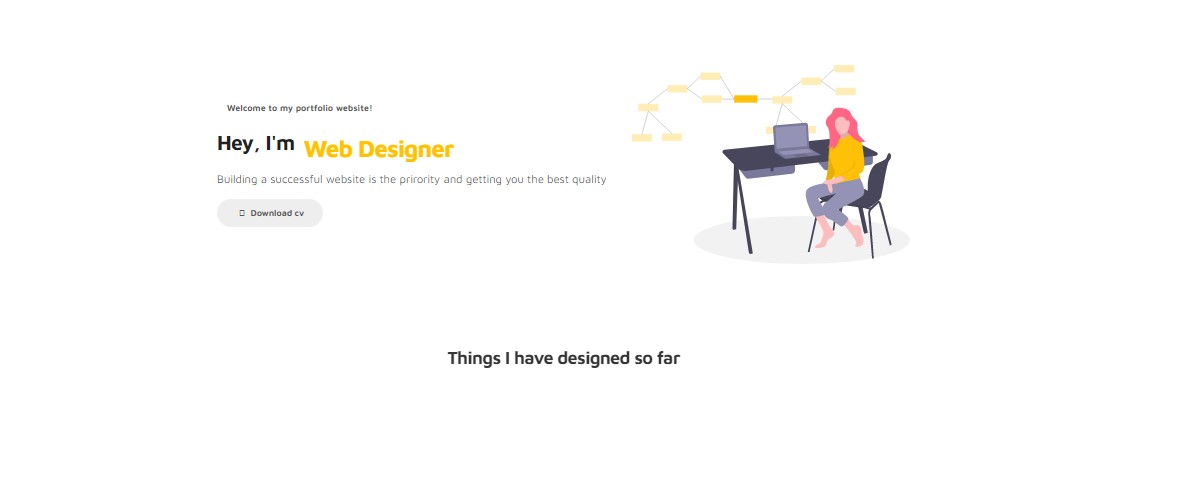 Welcome to my portfolio website!
Hey, I'm Web Designer
Building a successful website is the prirority and getting you the best quality
Download cv
Things I have designed so far